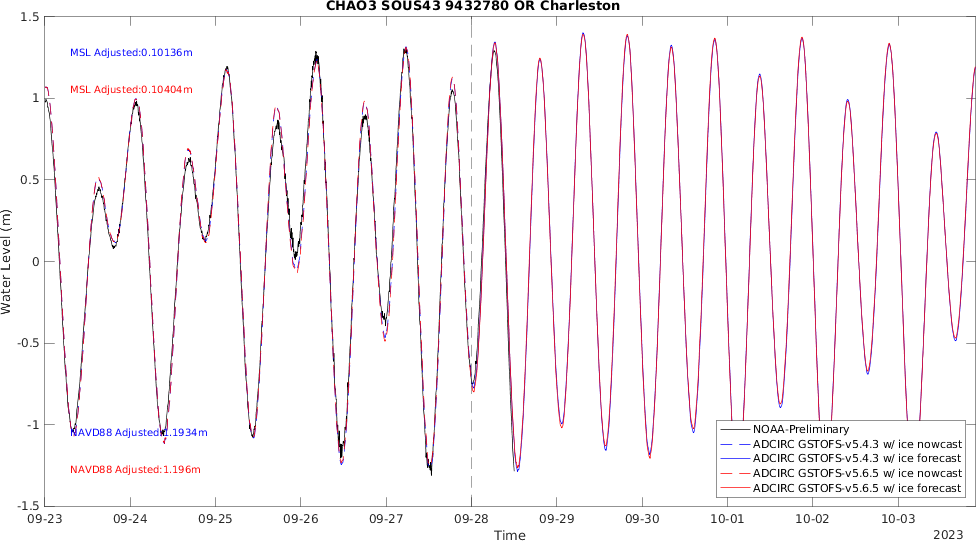 CHAO3 SOUS43 9432780 OR Charleston
1.5
1
0.5
0
-0.5
-1
-1.5
Water Level (m)
MSL Adjusted:0.10136m
MSL Adjusted:0.10404m
NAVD88 Adjusted:1.1934m
NAVD88 Adjusted:1.196m
NOAA-Preliminary
ADCIRC GSTOFS-v5.4.3 w/ ice nowcast
ADCIRC GSTOFS-v5.4.3 w/ ice forecast
ADCIRC GSTOFS-v5.6.5 w/ ice nowcast
ADCIRC GSTOFS-v5.6.5 w/ ice forecast
09-23 09-24 09-25 09-26 09-27 09-28 09-29 09-30 10-01 10-02 10-03
Time
2023